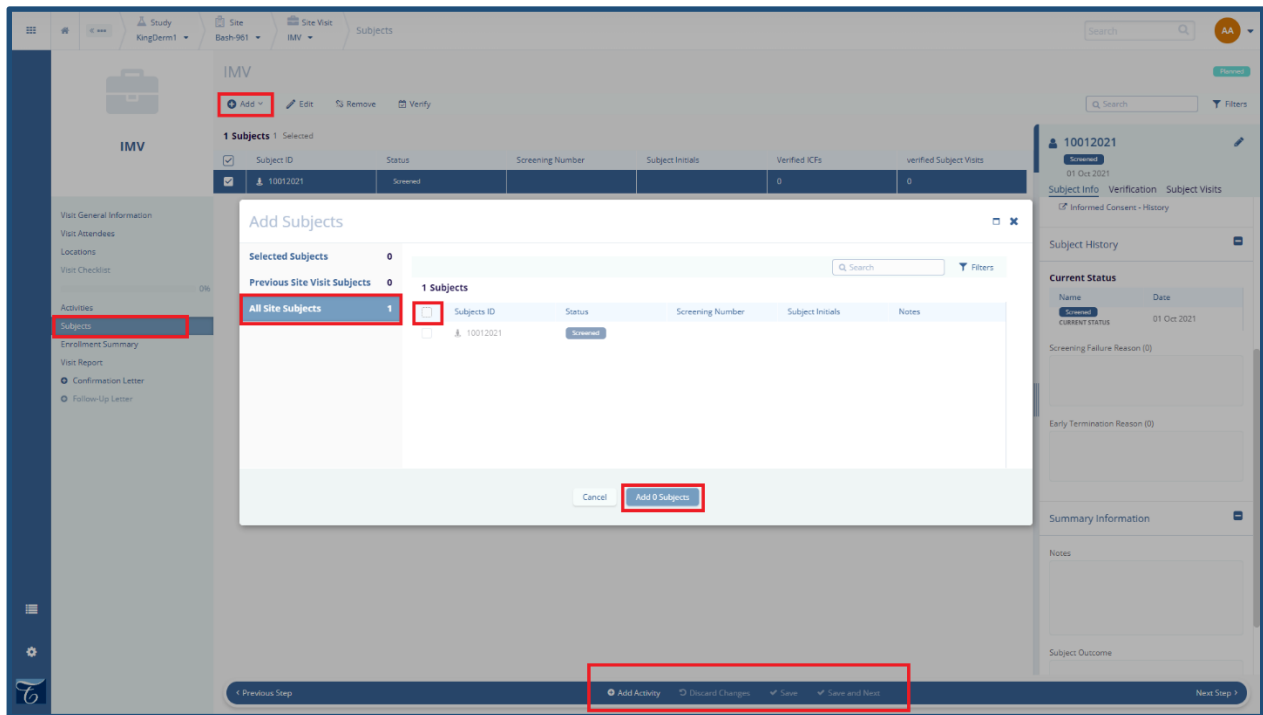 Study
KingDerm1
Site
Bash-961
Site Visit
IMV
Subjects
Search
AA
IMV
Visit General Information
Visit Attendees
Locations
Visit Checklist
0%
Activities
Subjects
Enrollment Summary
Visit Report
Confirmation Letter
Follow-Up Letter
IMV
Planned
Add Edit Remove Verify
Search Filters
1 Subjects 1 Selected
Subject ID Status Screening Number Subject Initials Verified ICFs verified Subject Visits
10012021 Screened 0 0
Add Subjects
Selected Subjects 0
Previous Site Visit Subjects 0
All Site Subjects 1
Search Filters
1 Subjects
Subjects ID Status Screening Number Subject Initials Notes
10012021 Screened
Cancel Add 0 Subjects
10012021
Screened
01 Oct 2021
Subject Info Verification Subject Visits
Informed Consent - History
Subject History
Current Status
Name Date
Screened
CURRENT STATUS 01 Oct 2021
Screening Failure Reason (0)
Early Termination Reason (0)
Summary Information
Notes
Subject Outcome
Previous Step Add Activity Discard Changes Save Save and Next Next Step